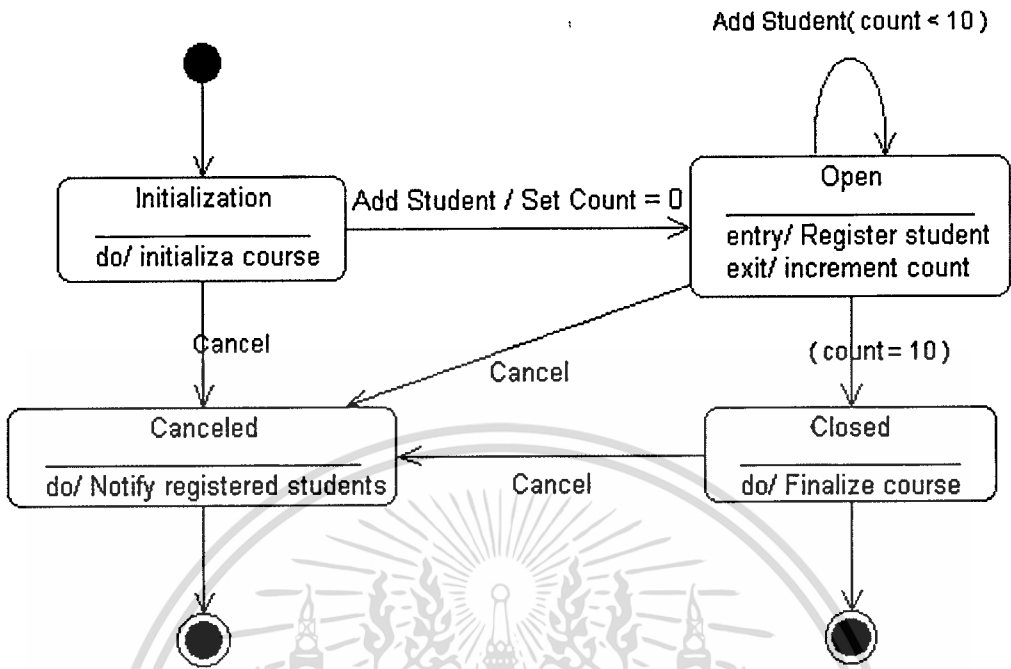 Add Student( count < 10 )
Initialization
do/ initializa course
Add Student / Set Count = 0
Open
entry/ Register student
exit/ increment count
Cancel
Cancel
( count = 10 )
Canceled
do/ Notify registered students
Cancel
Closed
do/ Finalize course